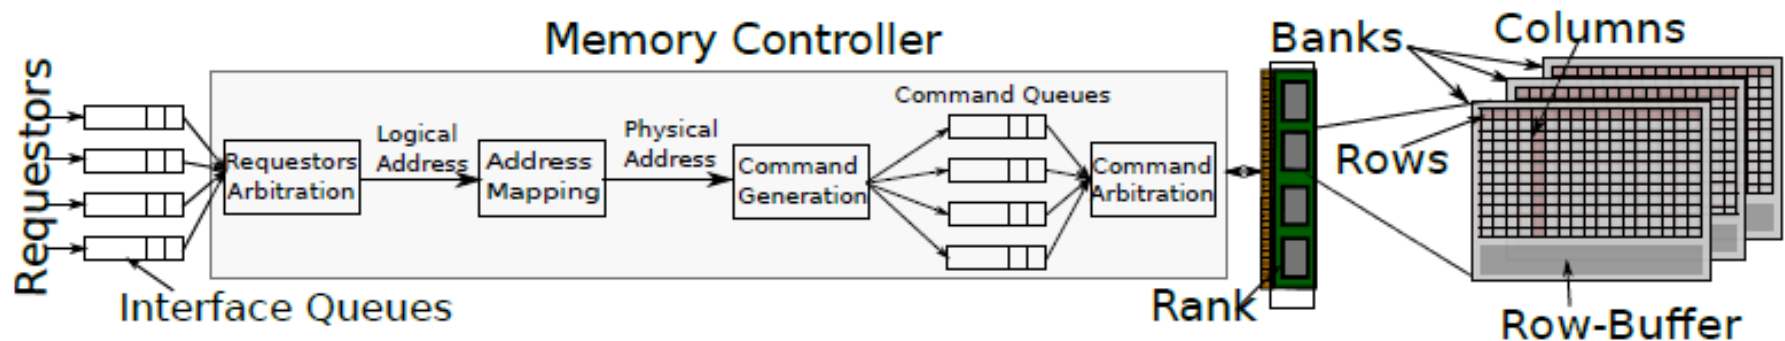 Memory Controller
Requestors
Interface Queues
Requestors
Arbitration
Logical
Address
Address
Mapping
Physical
Address
Command
Generation
Command Queues
Command
Arbitration
Rank
Banks
Columns
Rows
Row-Buffer